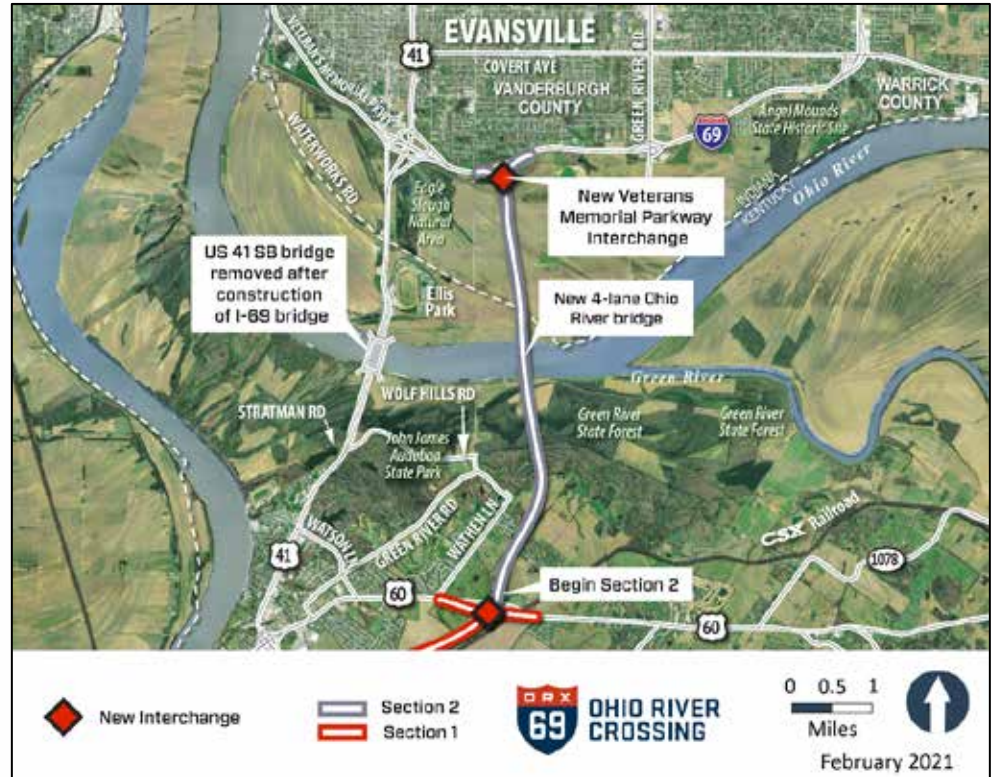 EVANSVILLE
41
COVERT AVE
VANDERBURGH
COUNTY
VETERANS MEMORIAL PKWY
GREEN RIVER RD
WARRICK
COUNTY
Angel Mounds
State Historic Site
69
WATERWORKS RD
INDIANA
KENTUCKY
Ohio River
Eagle
Slough
Natural
Area
New Veterans
Memorial Parkway
Interchange
US 41 SB bridge
removed after
construction
of I-69 bridge
Ellis
Park
New 4-lane Ohio
River bridge
Green River
STRATMAN RD
WOLF HILLS RD
John James
Audubon
State Park
Green River
State Forest
Green River
State Forest
GREEN RIVER RD
WATHEN LN
WATSON LN
CSX Railroad
41
60
1078
Begin Section 2
60
New Interchange
Section 2
Section 1
ORX
69
OHIO RIVER
CROSSING
0 0.5 1
Miles
February 2021